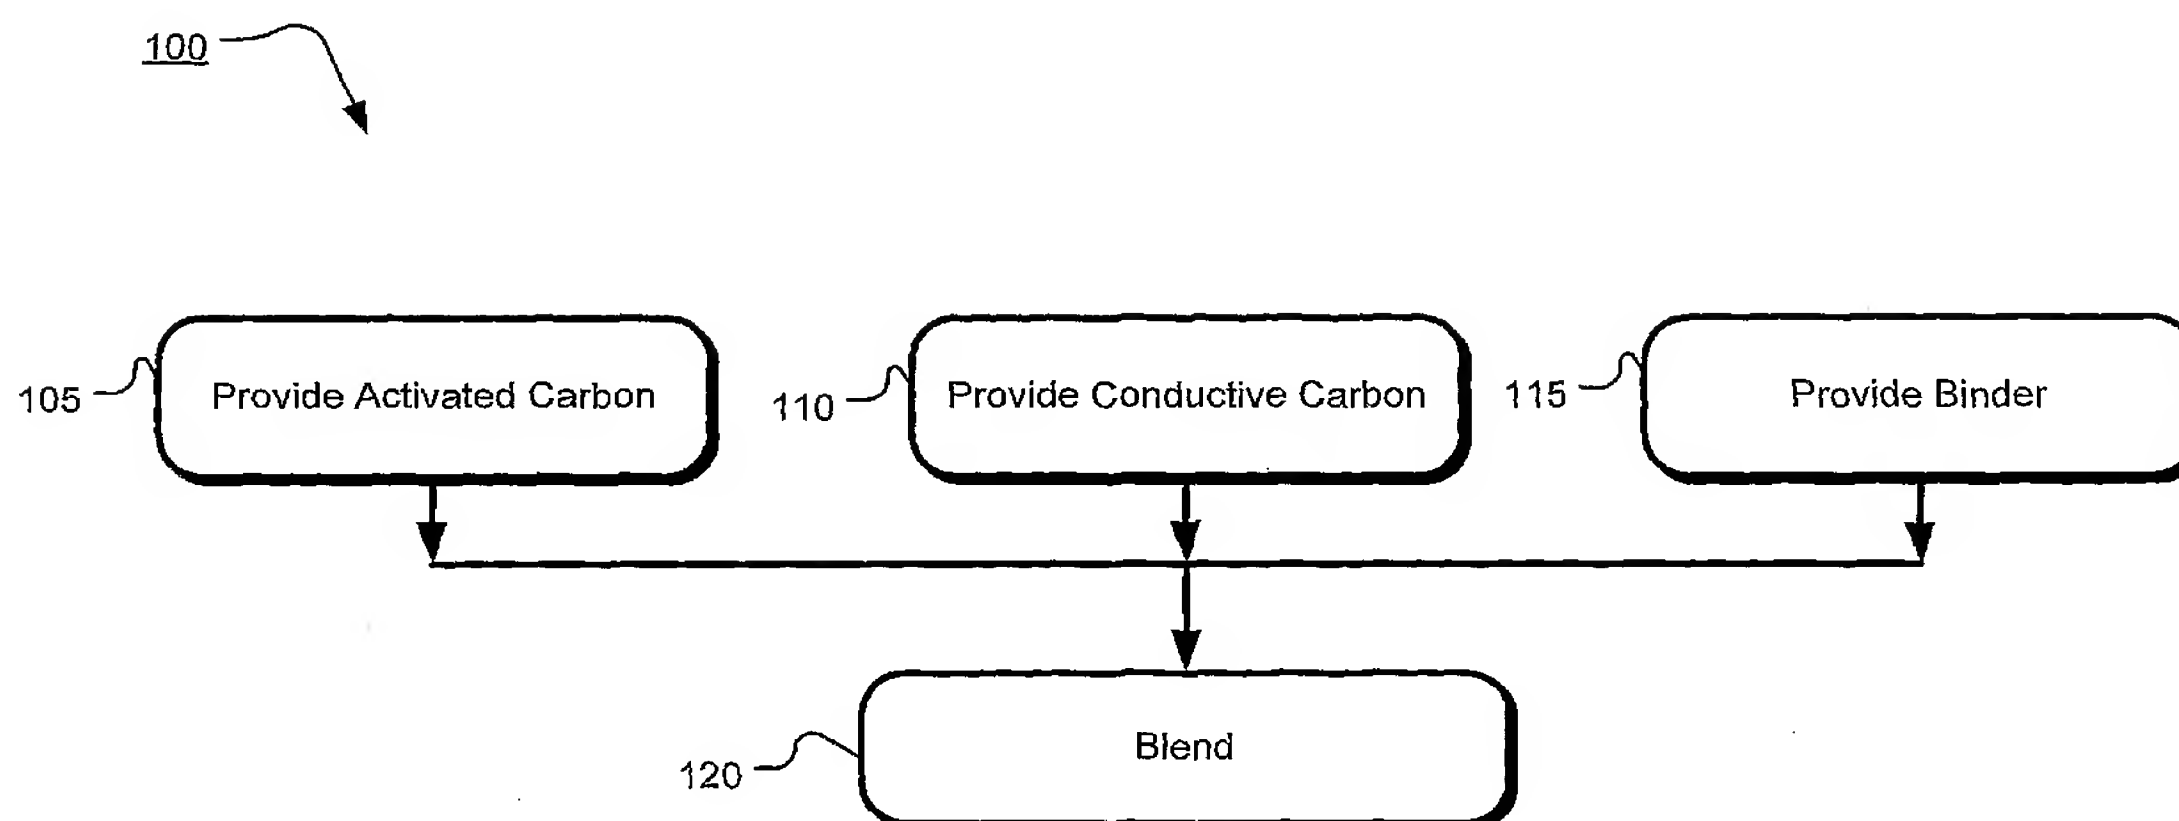 100
105
Provide Activated Carbon
110
Provide Conductive Carbon
115
Provide Binder
120
Blend